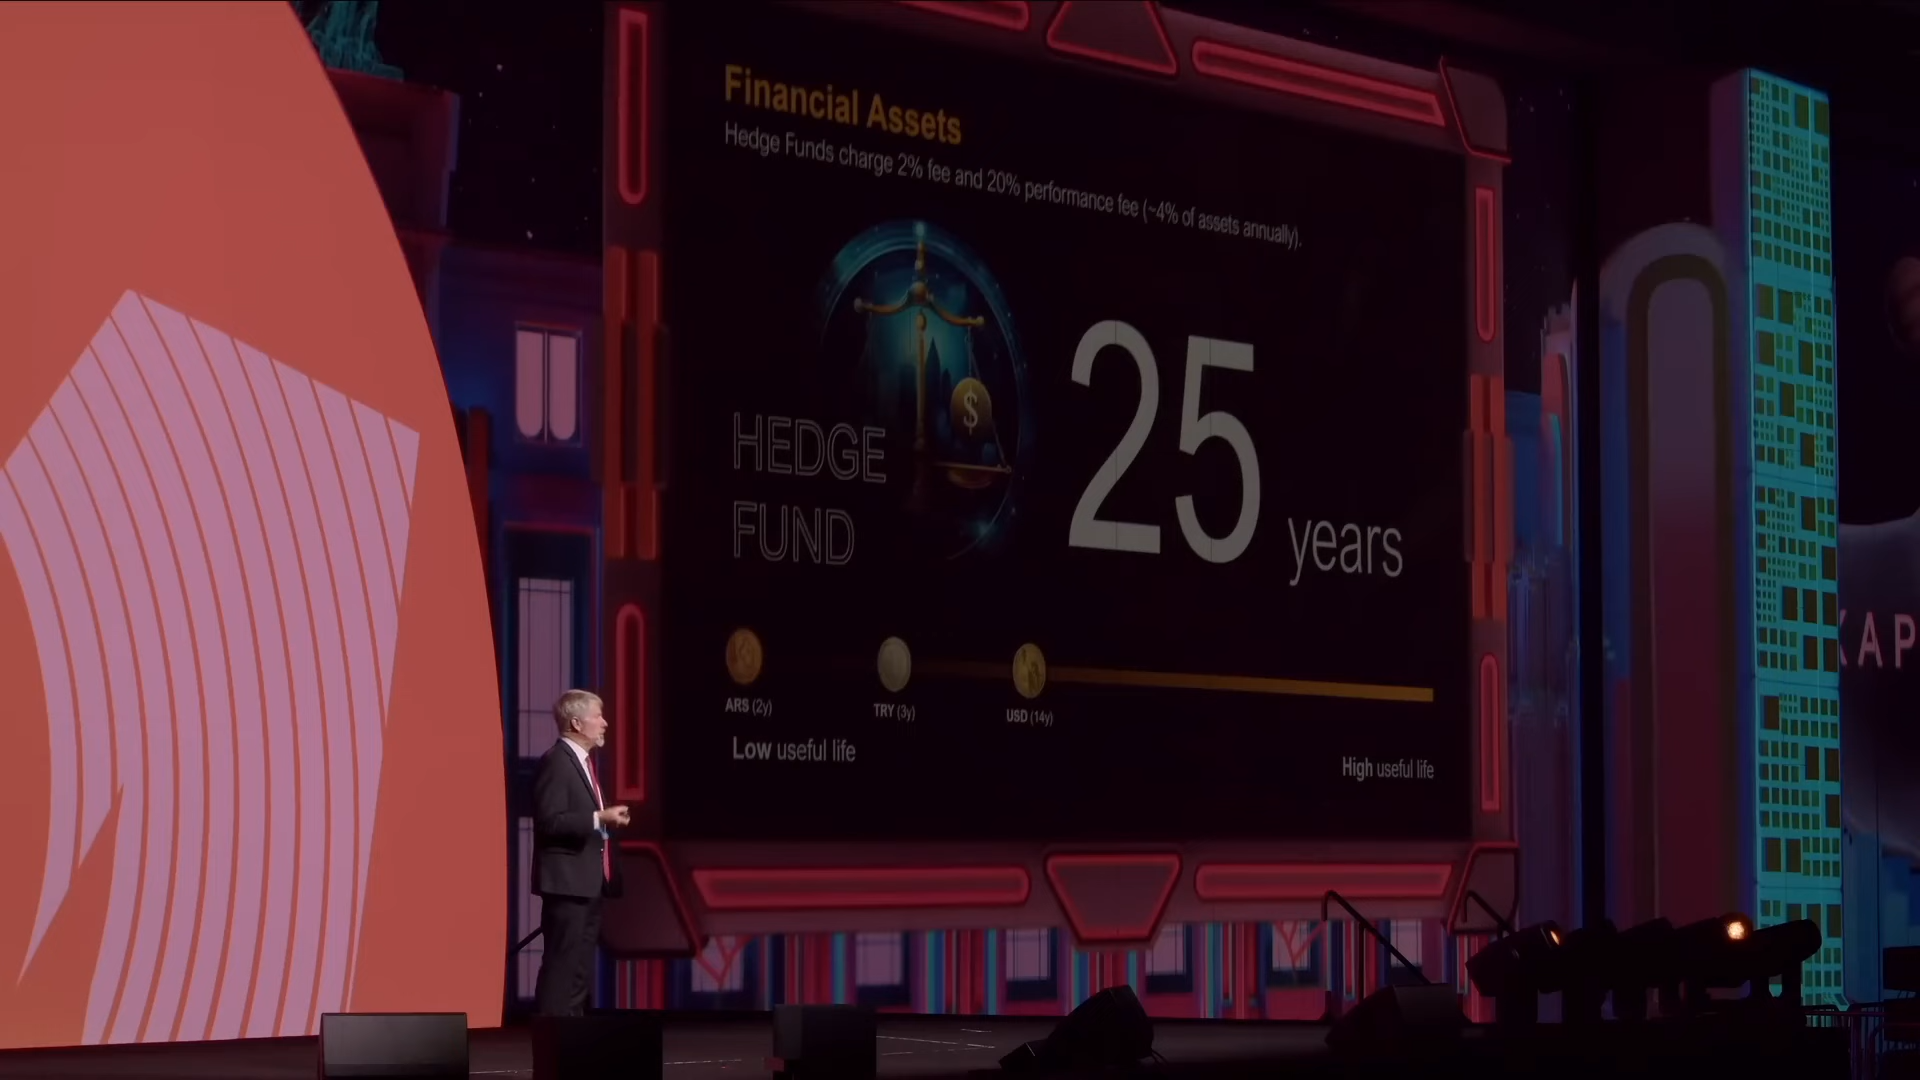 Financial Assets
Hedge Funds charge 2% fee and 20% performance fee (~4% of assets annually).
$
HEDGE
FUND
25 years
ARS (2y)
TRY (3y)
USD (14y)
Low useful life
High useful life
KAP